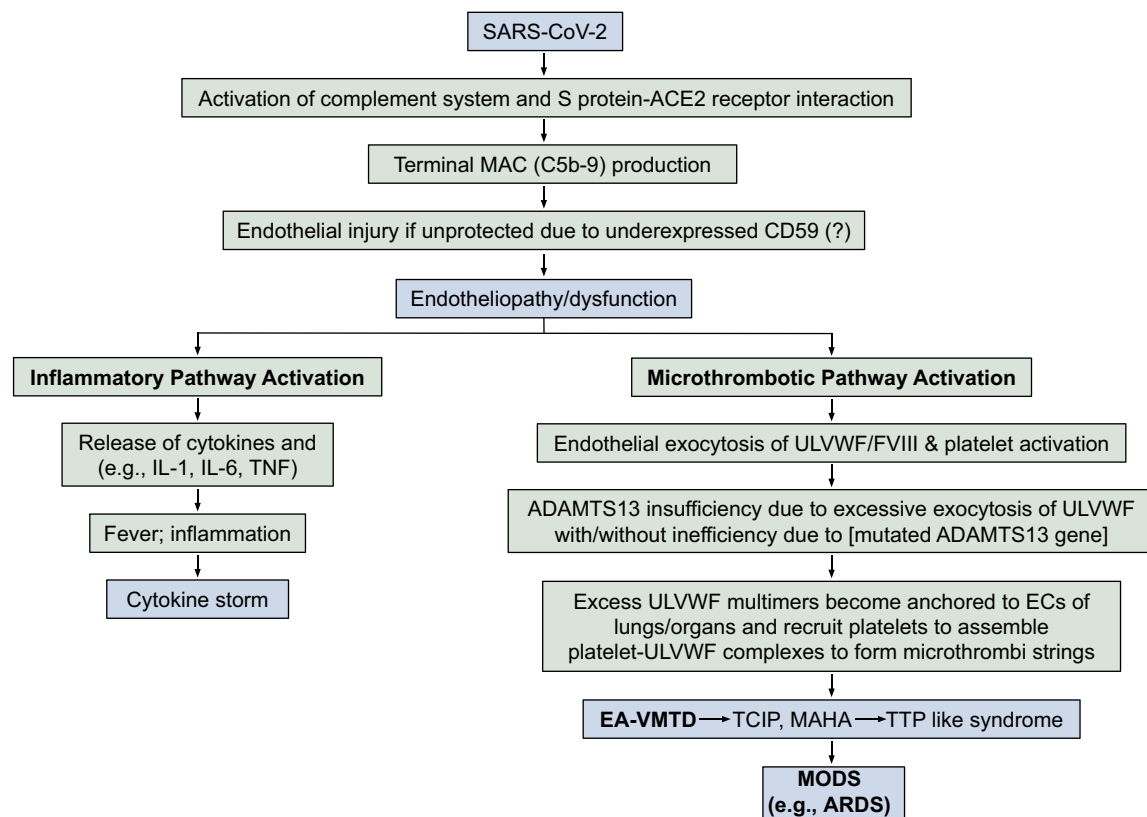 SARS-CoV-2
Activation of complement system and S protein-ACE2 receptor interaction
Terminal MAC (C5b-9) production
Endothelial injury if unprotected due to underexpressed CD59 (?)
Endotheliopathy/dysfunction
Inflammatory Pathway Activation
Release of cytokines and
(e.g., IL-1, IL-6, TNF)
Fever; inflammation
Cytokine storm
Microthrombotic Pathway Activation
Endothelial exocytosis of ULVWF/FVIII & platelet activation
ADAMTS13 insufficiency due to excessive exocytosis of ULVWF
with/without inefficiency due to [mutated ADAMTS13 gene]
Excess ULVWF multimers become anchored to ECs of
lungs/organs and recruit platelets to assemble
platelet-ULVWF complexes to form microthrombi strings
EA-VMTD → TCIP, MAHA → TTP like syndrome
MODS
(e.g., ARDS)